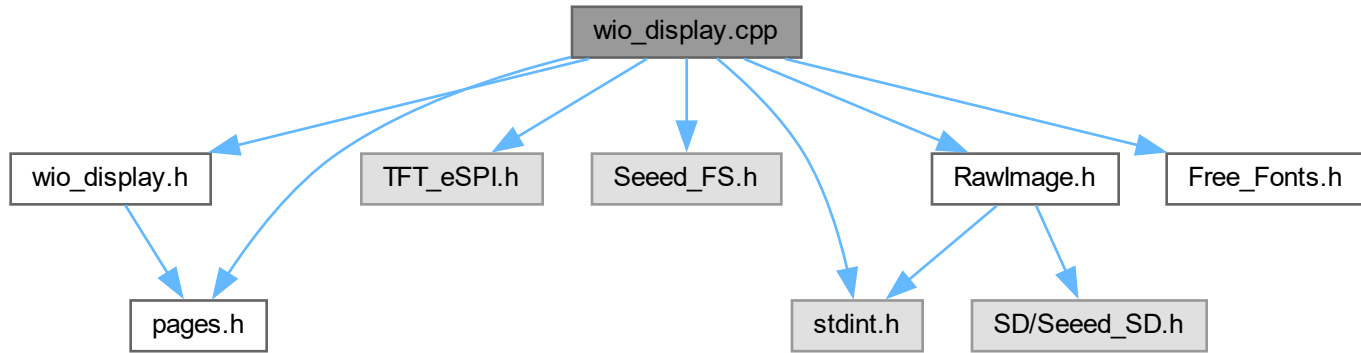 wio_display.cpp
wio_display.h
TFT_eSPI.h
Seeed_FS.h
RawImage.h
Free_Fonts.h
pages.h
stdint.h
SD/Seeed_SD.h